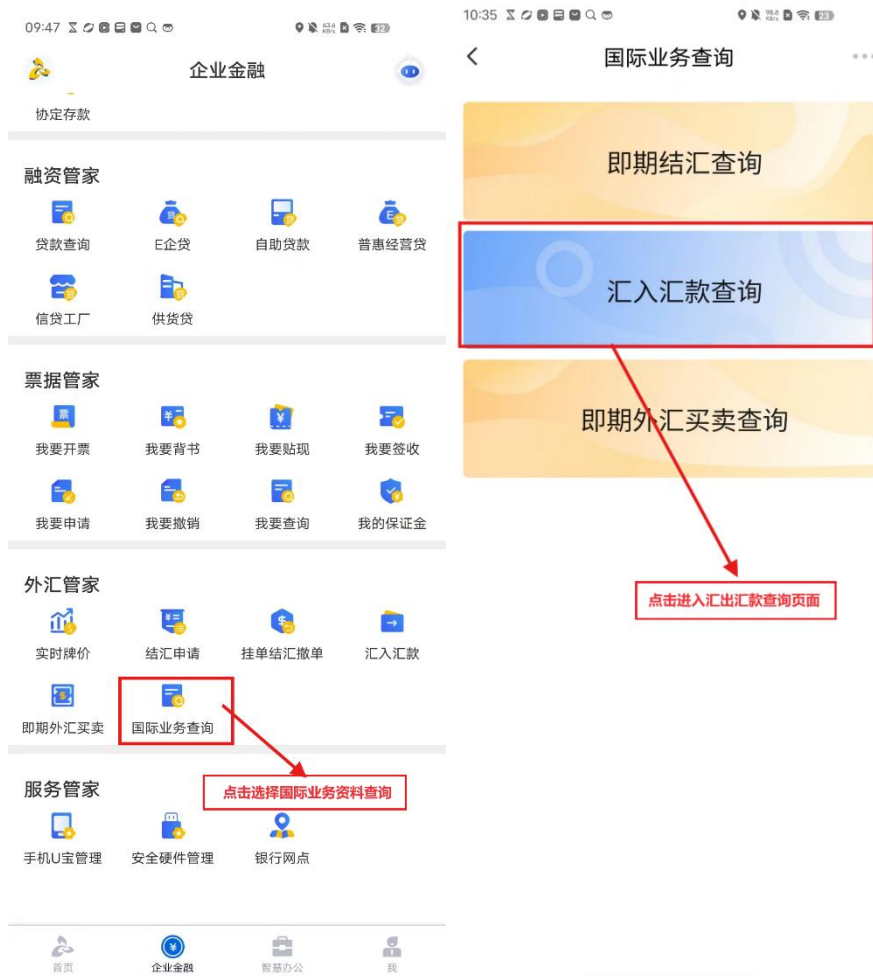 09:47
63.6 KB/s
32
企业金融
协定存款
融资管家
贷款查询
E企贷
自助贷款
普惠经营贷
信贷工厂
供货贷
票据管家
我要开票
我要背书
我要贴现
我要签收
我要申请
我要撤销
我要查询
我的保证金
外汇管家
实时牌价
结汇申请
挂单结汇撤单
汇入汇款
即期外汇买卖
国际业务查询
点击选择国际业务资料查询
服务管家
手机U宝管理
安全硬件管理
银行网点
首页
企业金融
智慧办公
我
10:35
98.8 KB/s
23
国际业务查询
即期结汇查询
汇入汇款查询
即期外汇买卖查询
点击进入汇出汇款查询页面